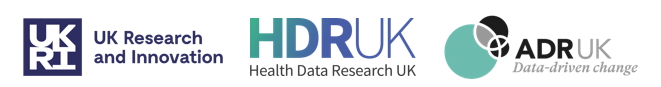 UK
RI
UK Research
and Innovation
HDRUK
Health Data Research UK
ADR UK
Data-driven change